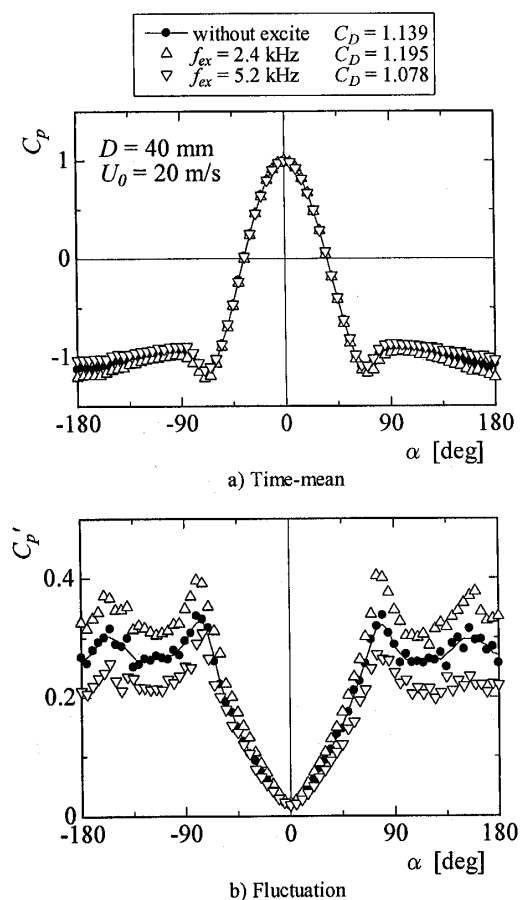 without excite C_D = 1.139
f_ex = 2.4 kHz C_D = 1.195
f_ex = 5.2 kHz C_D = 1.078
C_p
D = 40 mm
U_0 = 20 m/s
1
0
-1
-180 -90 0 90 180
α [deg]
a) Time-mean
C_p'
0.4
0.2
0
-180 -90 0 90 180
α [deg]
b) Fluctuation